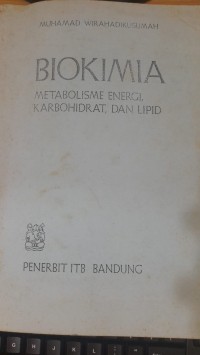 MUHAMAD WIRAHADIKUSUMAH
BIOKIMIA
METABOLISME ENERGI,
KARBOHIDRAT, DAN LIPID
PENERBIT ITB BANDUNG